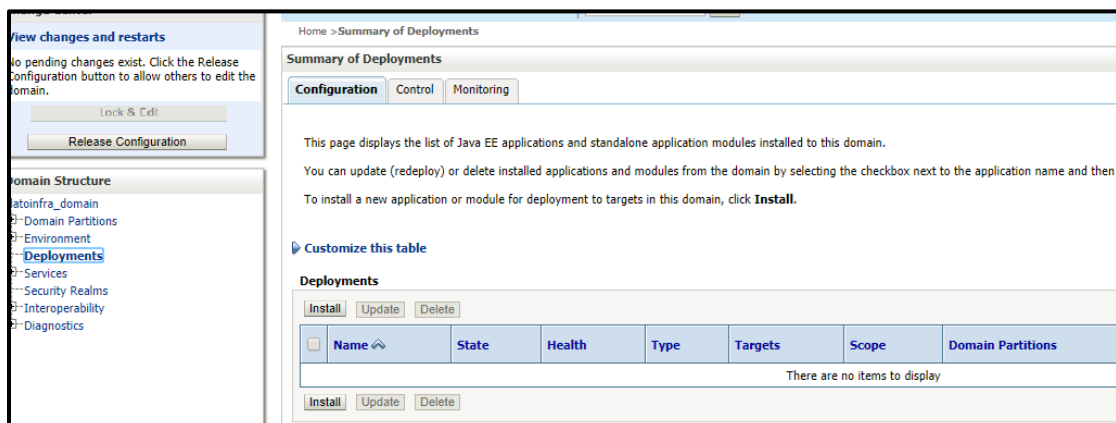 View changes and restarts
No pending changes exist. Click the Release
Configuration button to allow others to edit the
domain.
Lock & Edit
Release Configuration
Domain Structure
latoinfra_domain
Domain Partitions
Environment
Deployments
Services
Security Realms
Interoperability
Diagnostics
Home >Summary of Deployments
Summary of Deployments
Configuration Control Monitoring
This page displays the list of Java EE applications and standalone application modules installed to this domain.
You can update (redeploy) or delete installed applications and modules from the domain by selecting the checkbox next to the application name and then
To install a new application or module for deployment to targets in this domain, click Install.
Customize this table
Deployments
Install Update Delete
Name State Health Type Targets Scope Domain Partitions
There are no items to display
Install Update Delete